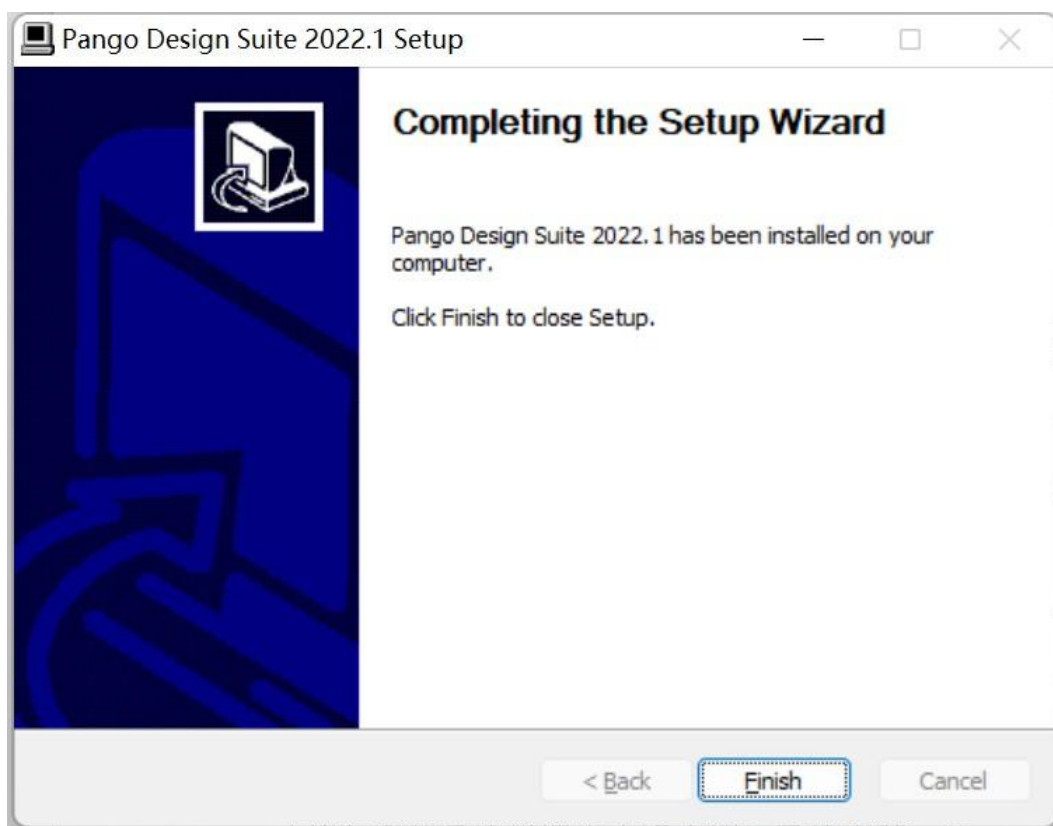 Pango Design Suite 2022.1 Setup
Completing the Setup Wizard
Pango Design Suite 2022.1 has been installed on your
computer.
Click Finish to close Setup.
< Back
Finish
Cancel